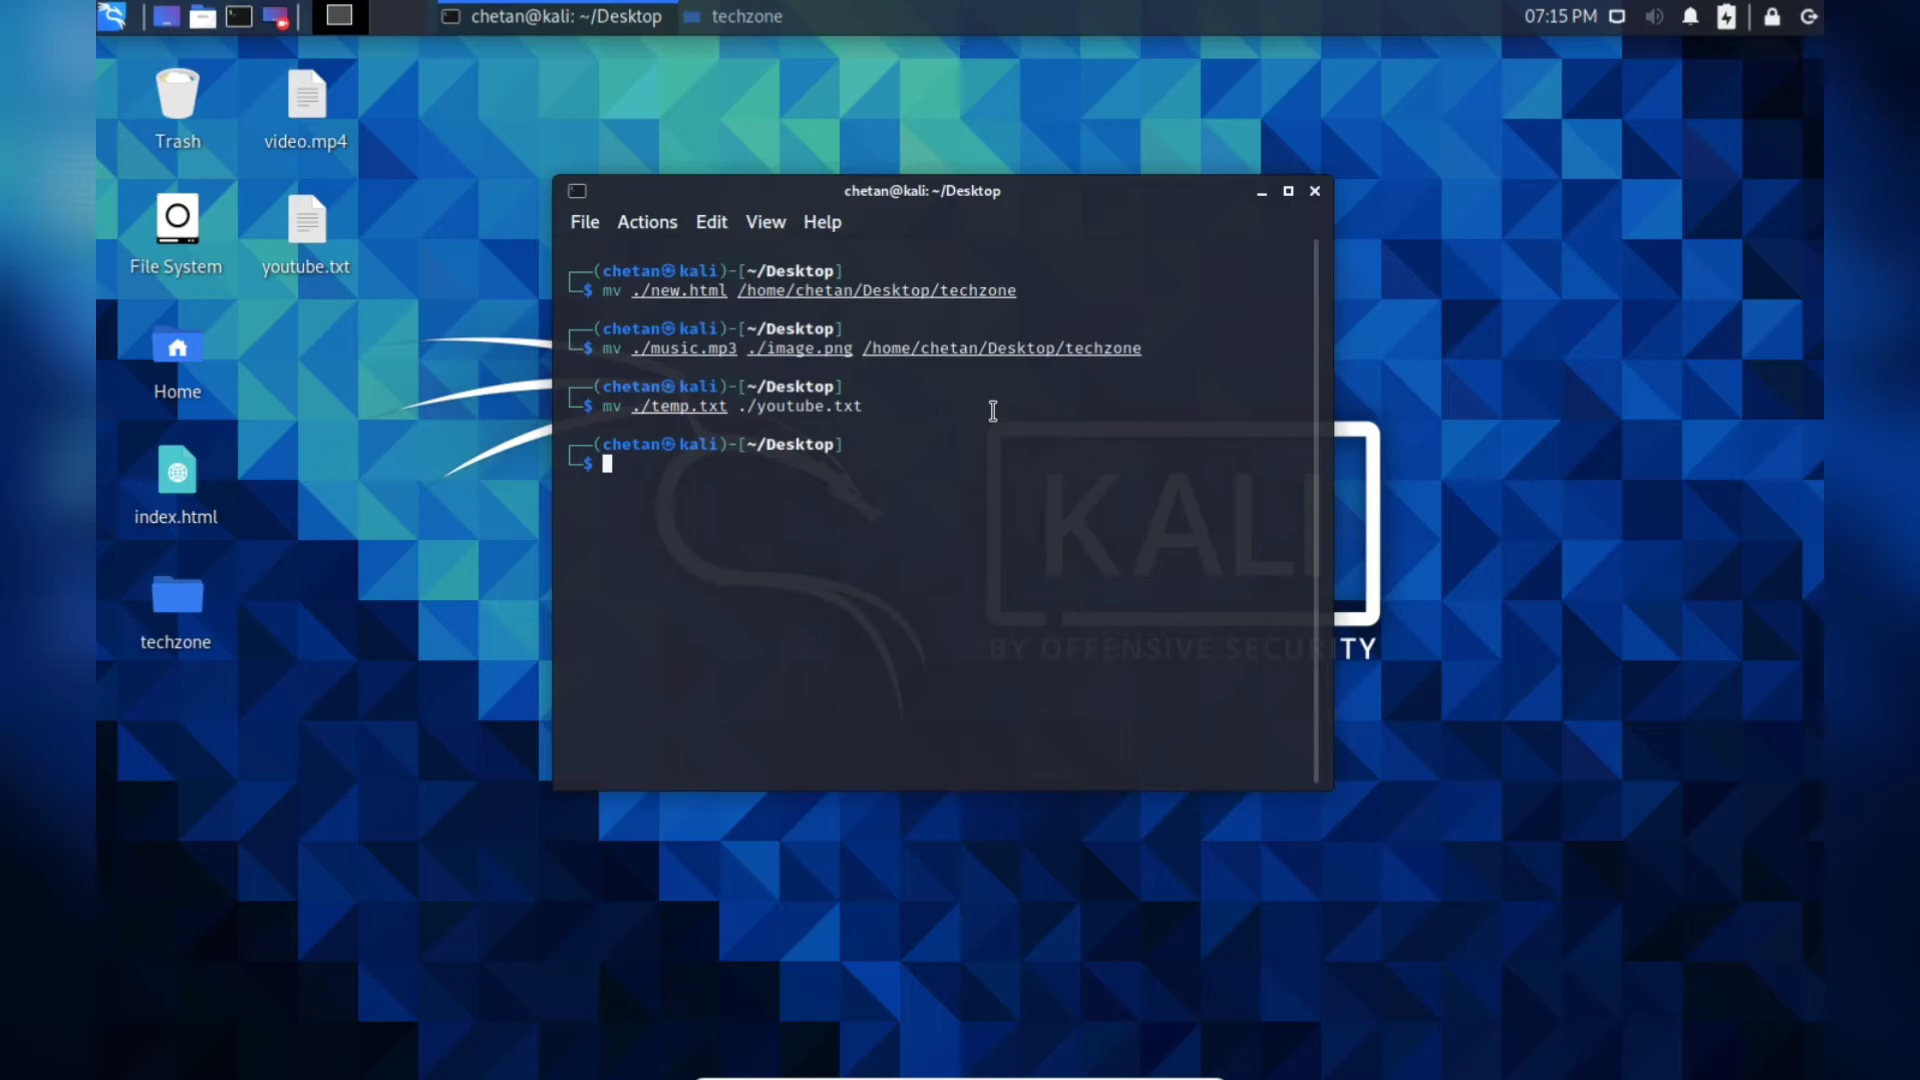 chetan@kali: ~/Desktop
techzone
07:15 PM
Trash
video.mp4
File System
youtube.txt
Home
index.html
techzone
chetan@kali: ~/Desktop
File Actions Edit View Help
┌──(chetan㉿kali)-[~/Desktop]
└─$ mv ./new.html /home/chetan/Desktop/techzone
┌──(chetan㉿kali)-[~/Desktop]
└─$ mv ./music.mp3 ./image.png /home/chetan/Desktop/techzone
┌──(chetan㉿kali)-[~/Desktop]
└─$ mv ./temp.txt ./youtube.txt
┌──(chetan㉿kali)-[~/Desktop]
└─$
KALI
BY OFFENSIVE SECURITY